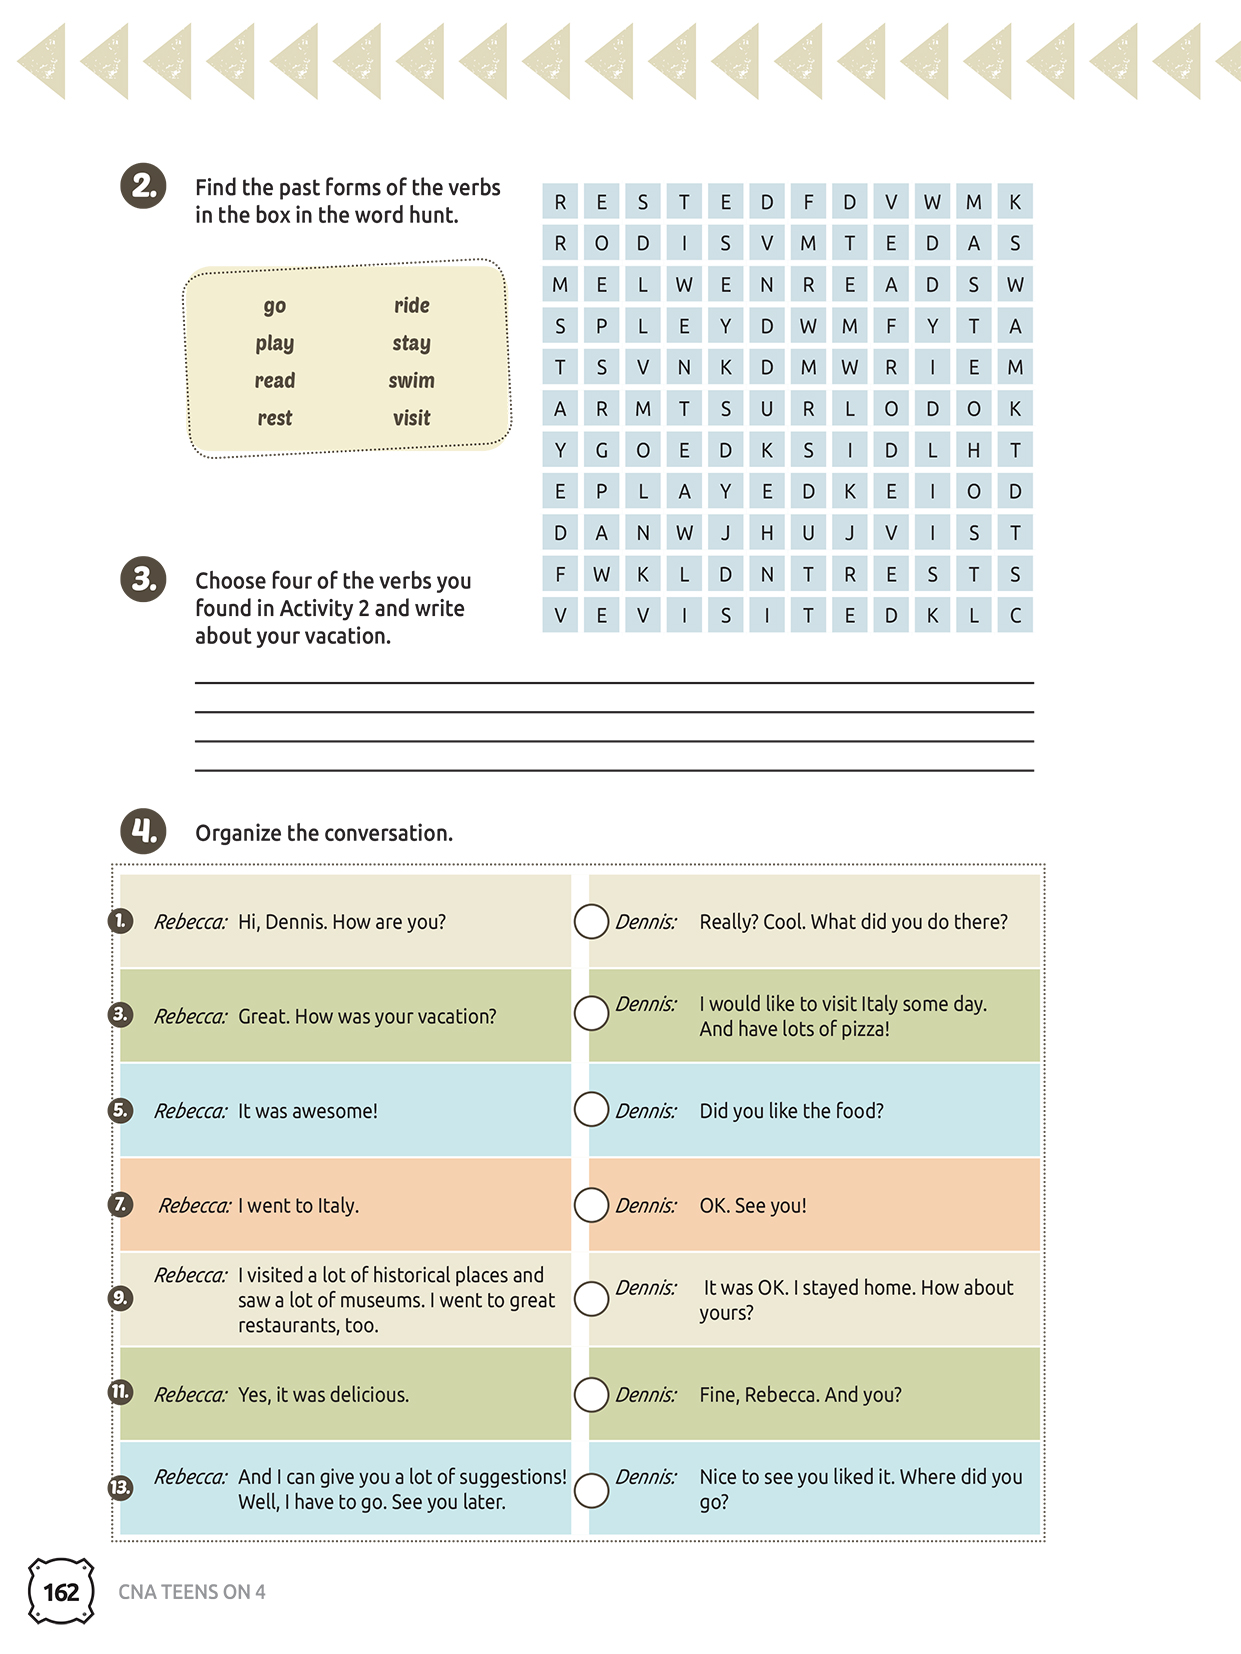 2.
Find the past forms of the verbs
in the box in the word hunt.
go ride
play stay
read swim
rest visit
R E S T E D F D V W M K
R O D I S V M T E D A S
M E L W E N R E A D S W
S P L E Y D W M F Y T A
T S V N K D M W R I E M
A R M T S U R L O D O K
Y G O E D K S I D L H T
E P L A Y E D K E I O D
D A N W J H U J V I S T
F W K L D N T R E S T S
V E V I S I T E D K L C
3.
Choose four of the verbs you
found in Activity 2 and write
about your vacation.
4.
Organize the conversation.
1. Rebecca: Hi, Dennis. How are you?
Dennis: Really? Cool. What did you do there?
3. Rebecca: Great. How was your vacation?
Dennis: I would like to visit Italy some day.
And have lots of pizza!
5. Rebecca: It was awesome!
Dennis: Did you like the food?
7. Rebecca: I went to Italy.
Dennis: OK. See you!
9. Rebecca: I visited a lot of historical places and
saw a lot of museums. I went to great
restaurants, too.
Dennis: It was OK. I stayed home. How about
yours?
11. Rebecca: Yes, it was delicious.
Dennis: Fine, Rebecca. And you?
13. Rebecca: And I can give you a lot of suggestions!
Well, I have to go. See you later.
Dennis: Nice to see you liked it. Where did you
go?
162
CNA TEENS ON 4